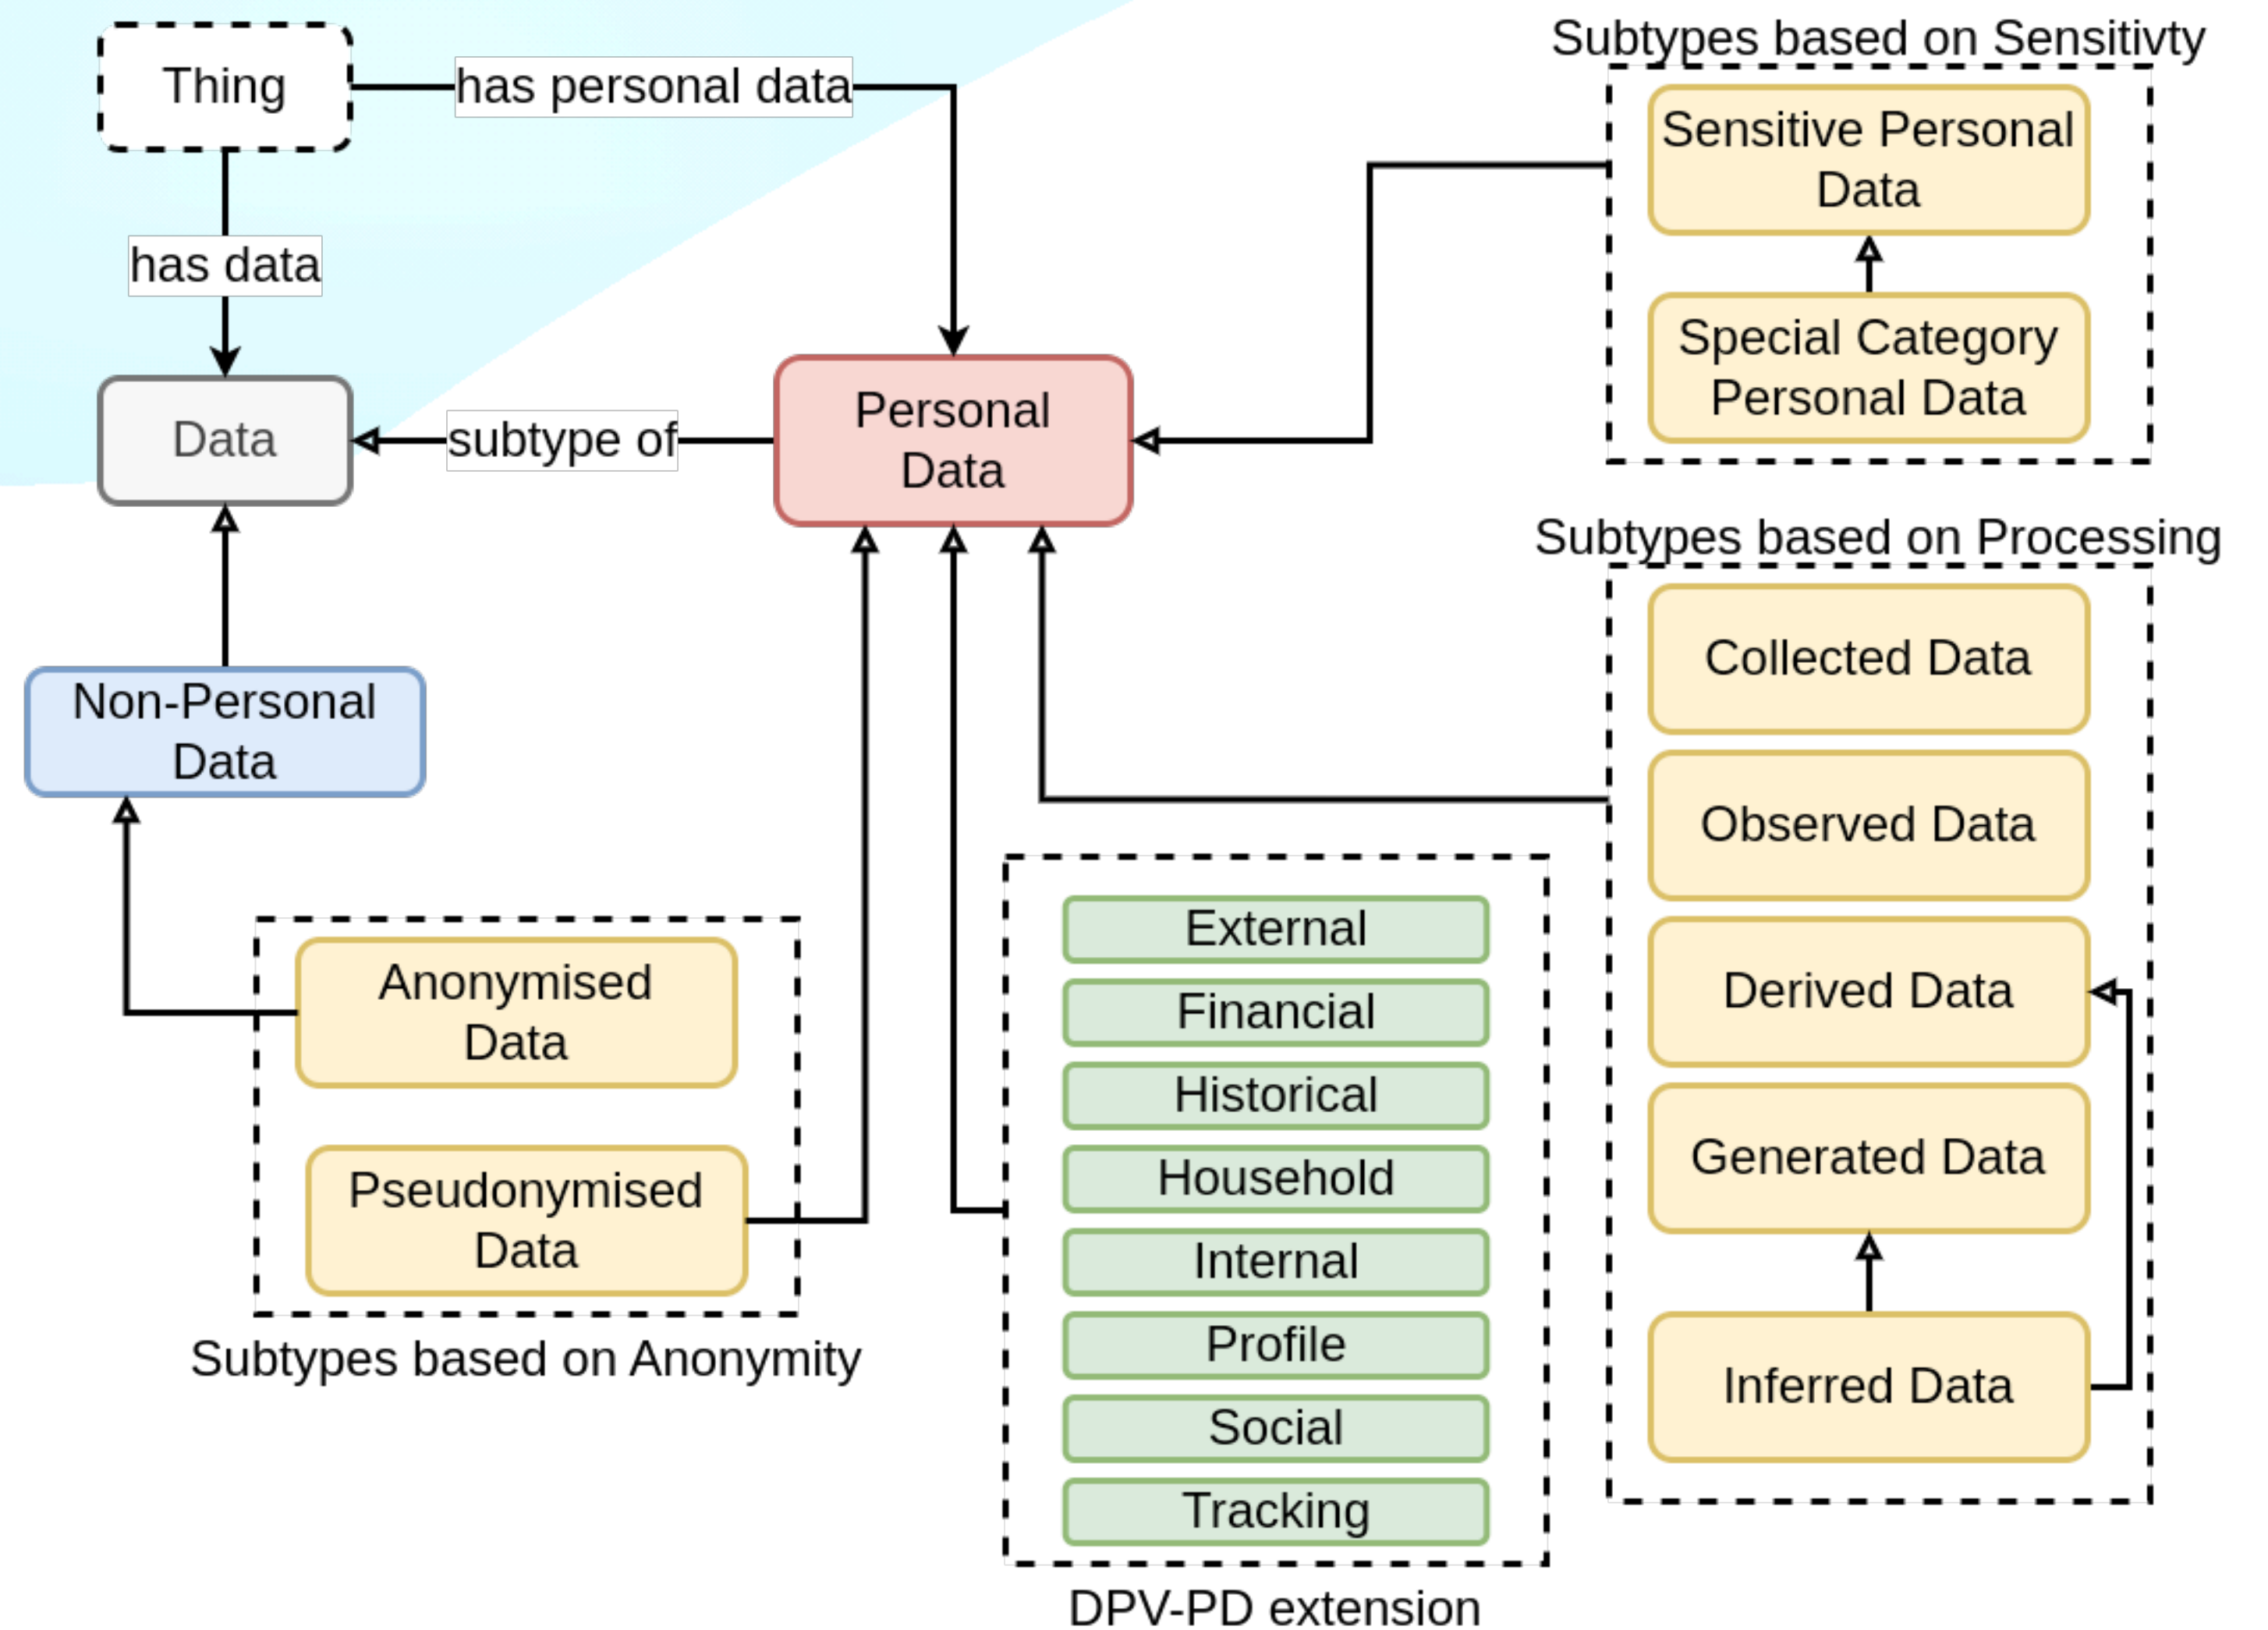 Thing
has personal data
has data
Data
subtype of
Personal
Data
Non-Personal
Data
Anonymised
Data
Pseudonymised
Data
Subtypes based on Anonymity
External
Financial
Historical
Household
Internal
Profile
Social
Tracking
DPV-PD extension
Subtypes based on Sensitivty
Sensitive Personal
Data
Special Category
Personal Data
Subtypes based on Processing
Collected Data
Observed Data
Derived Data
Generated Data
Inferred Data